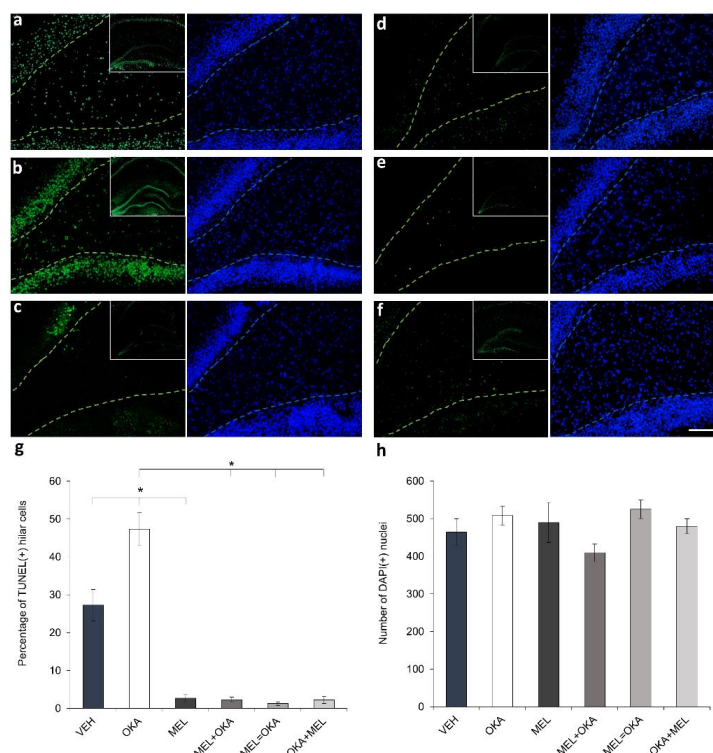 a
d
b
e
c
f
g
h
Percentage of TUNEL(+) hilar cells
60
50
40
30
20
10
0
*
*
VEH
OKA
MEL
MEL+OKA
MEL=OKA
OKA+MEL
Number of DAPI(+) nuclei
600
500
400
300
200
100
0
VEH
OKA
MEL
MEL+OKA
MEL=OKA
OKA+MEL